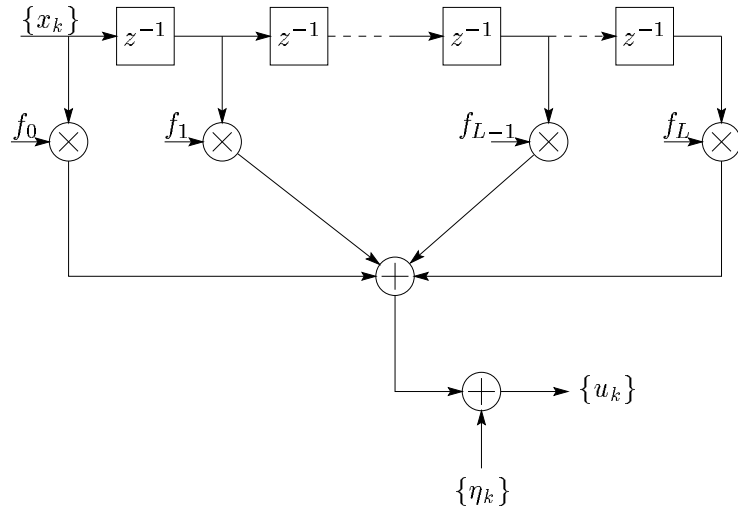 {x_k}
z^{-1} z^{-1} z^{-1} z^{-1}
f_0 f_1 f_{L-1} f_L
{u_k}
{η_k}